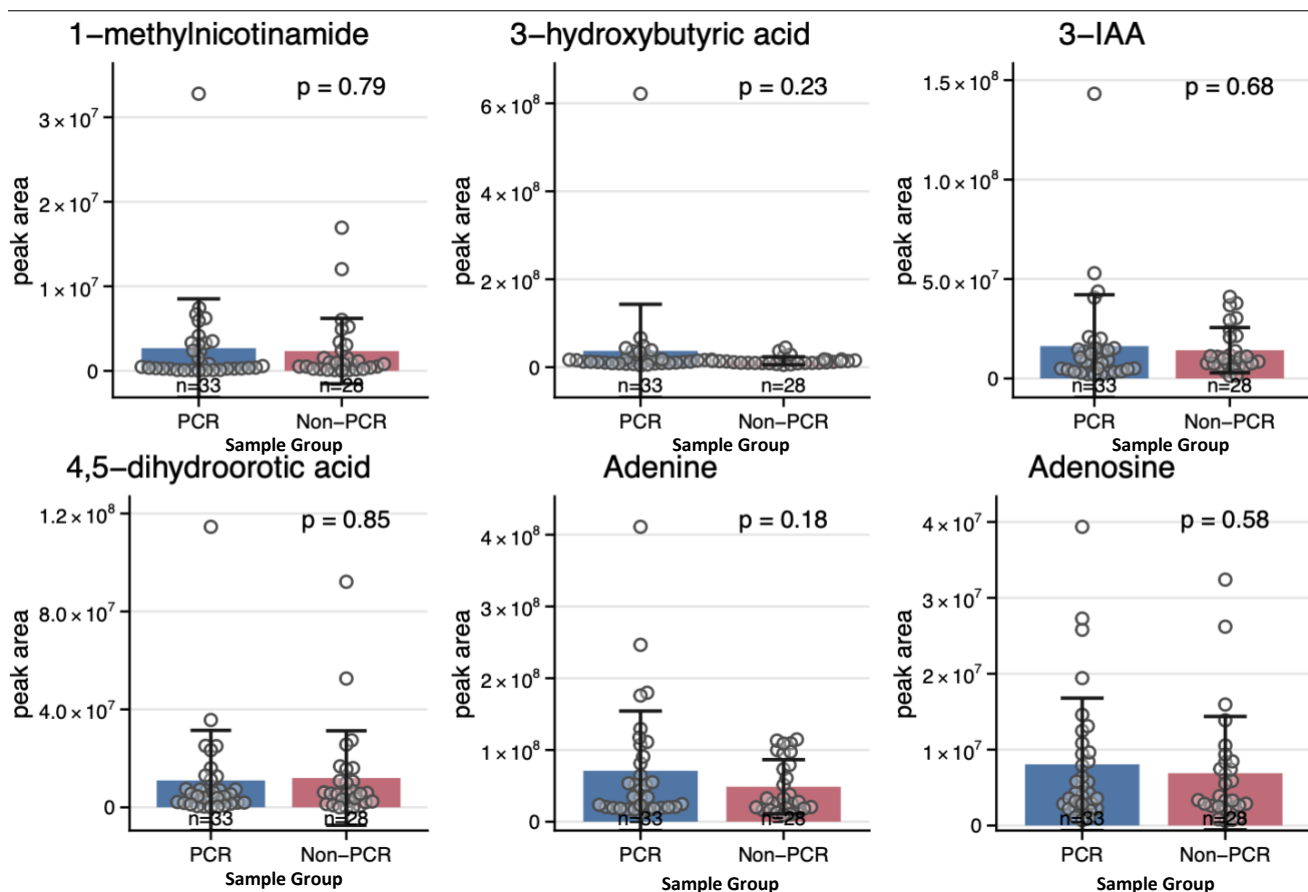 1−methylnicotinamide
p = 0.79
peak area
3 × 10⁷
2 × 10⁷
1 × 10⁷
0
n=33
n=28
PCR
Non−PCR
Sample Group
3−hydroxybutyric acid
p = 0.23
peak area
6 × 10⁸
4 × 10⁸
2 × 10⁸
0
n=33
n=28
PCR
Non−PCR
Sample Group
3−IAA
p = 0.68
peak area
1.5 × 10⁸
1.0 × 10⁸
5.0 × 10⁷
0
n=33
n=28
PCR
Non−PCR
Sample Group
4,5−dihydroorotic acid
p = 0.85
peak area
1.2 × 10⁸
8.0 × 10⁷
4.0 × 10⁷
0
n=33
n=28
PCR
Non−PCR
Sample Group
Adenine
p = 0.18
peak area
4 × 10⁸
3 × 10⁸
2 × 10⁸
1 × 10⁸
0
n=33
n=28
PCR
Non−PCR
Sample Group
Adenosine
p = 0.58
peak area
4 × 10⁷
3 × 10⁷
2 × 10⁷
1 × 10⁷
0
n=33
n=28
PCR
Non−PCR
Sample Group